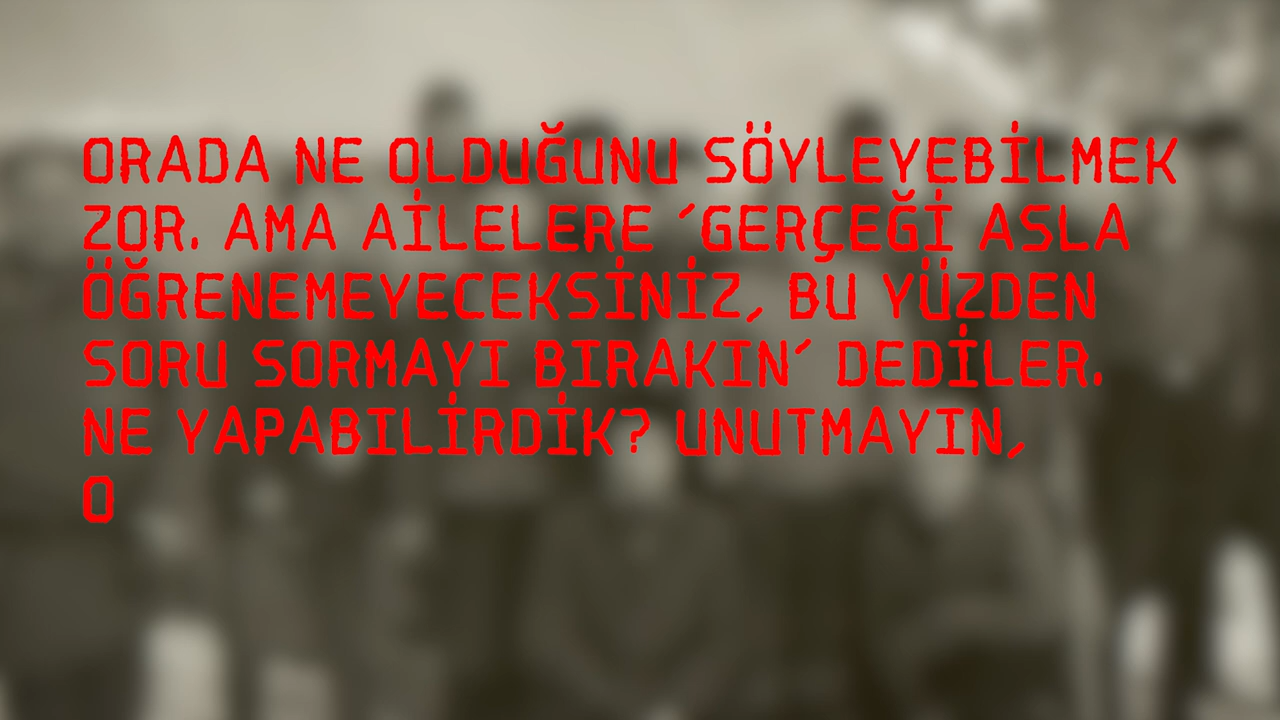 ORADA NE OLDUĞUNU SÖYLEYEBİLMEK
ZOR. AMA AİLELERE ´GERÇEĞİ ASLA
ÖĞRENEMEYECEKSİNİZ, BU YÜZDEN
SORU SORMAYI BIRAKIN´ DEDİLER.
NE YAPABILİRDİK? UNUTMAYIN,
O